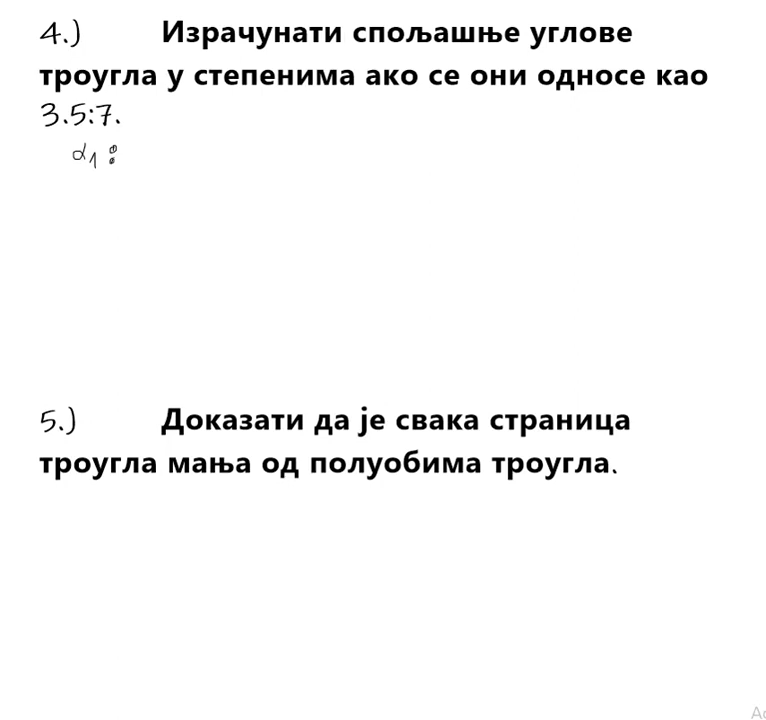 4.) Израчунати спољашње углове
троугла у степенима ако се они односе као
3.5:7.
α1 :
5.) Доказати да је свака страница
троугла мања од полуобима троугла.